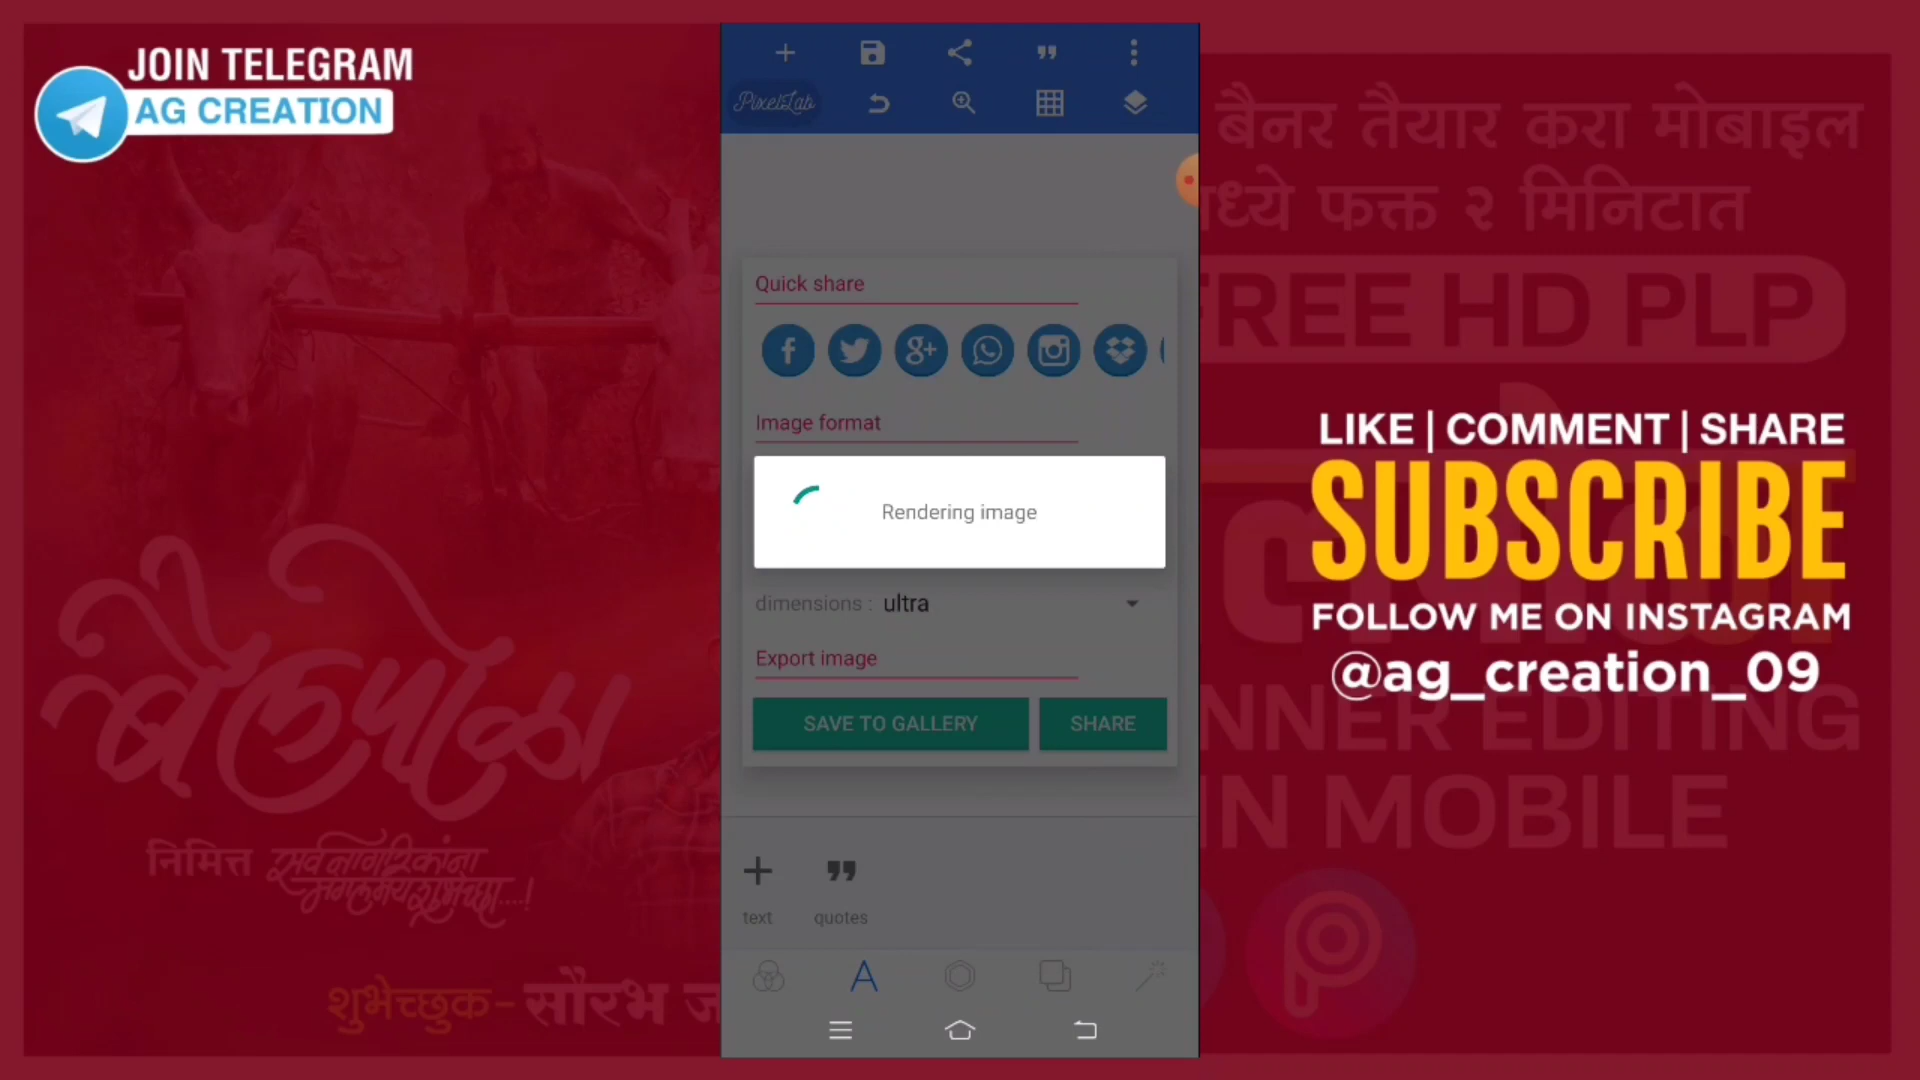 JOIN TELEGRAM
AG CREATION
PixelLab
बैनर तैयार करा मोबाइल
मध्ये फक्त २ मिनिटात
FREE HD PLP
Quick share
Image format
Rendering image
dimensions : ultra
Export image
SAVE TO GALLERY SHARE
text quotes
LIKE | COMMENT | SHARE
SUBSCRIBE
FOLLOW ME ON INSTAGRAM
@ag_creation_09
NNER EDITING
IN MOBILE
बैलपोळा
निमित्त सर्व नागरिकांना
मंगलमय शुभेच्छा....!
शुभेच्छुक- सौरभ ज